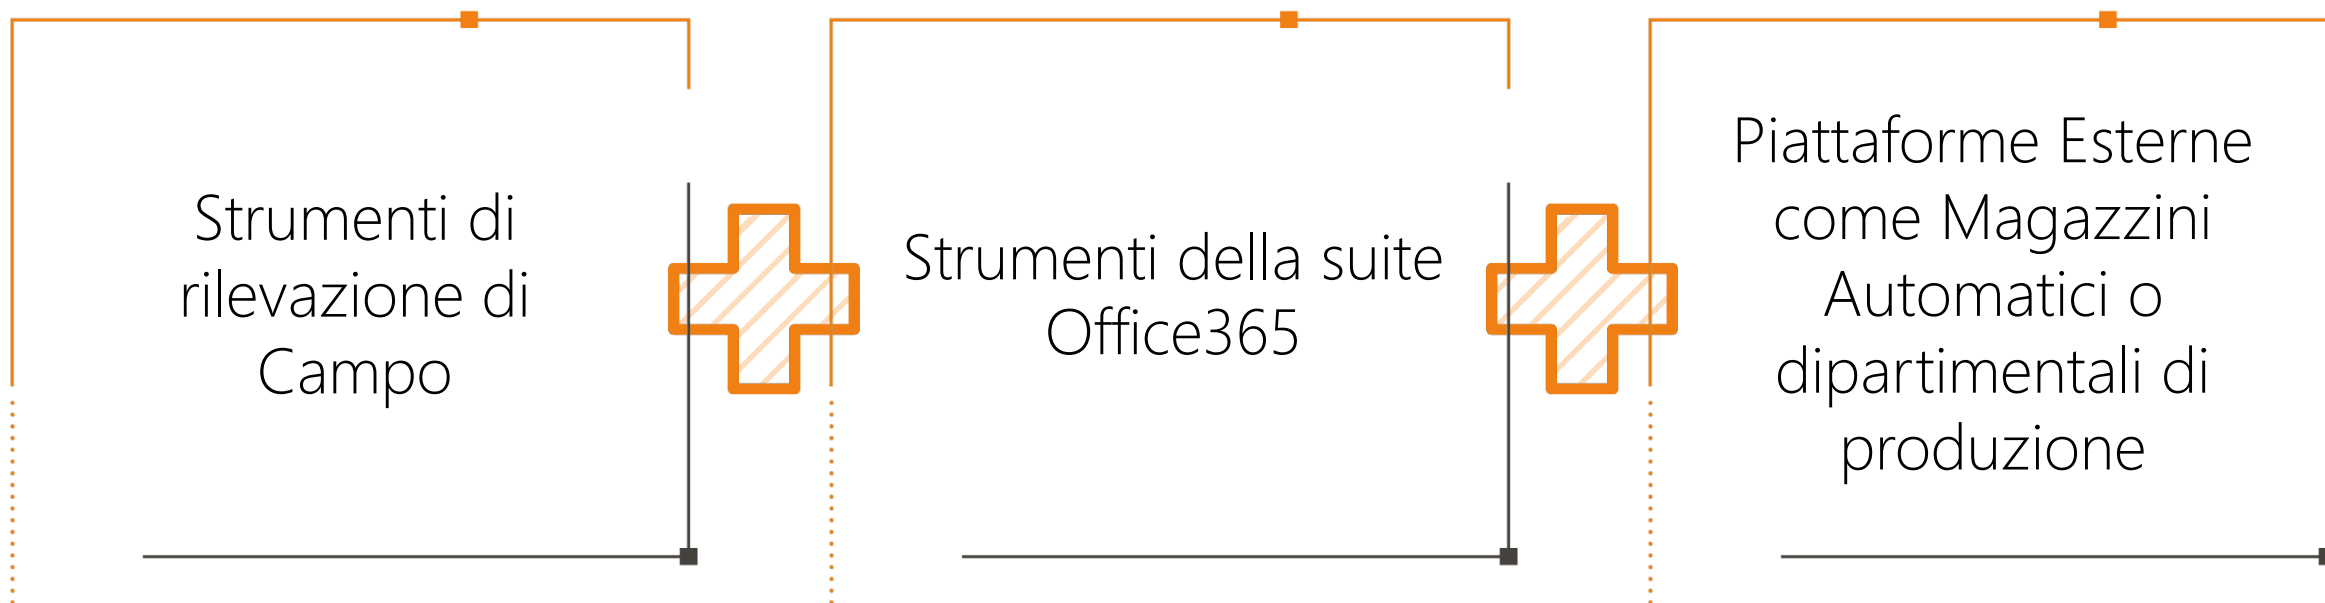 Strumenti di
rilevazione di
Campo
Strumenti della suite
Office365
Piattaforme Esterne
come Magazzini
Automatici o
dipartimentali di
produzione